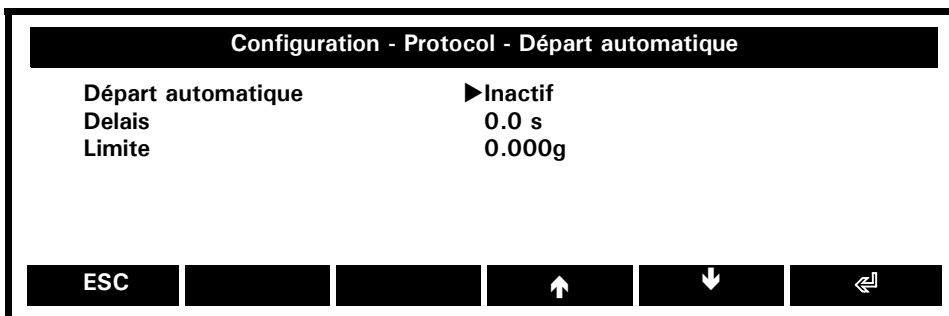 Configuration - Protocol - Départ automatique
Départ automatique ▶Inactif
Delais 0.0 s
Limite 0.000g
ESC ↑ ↓ ↵